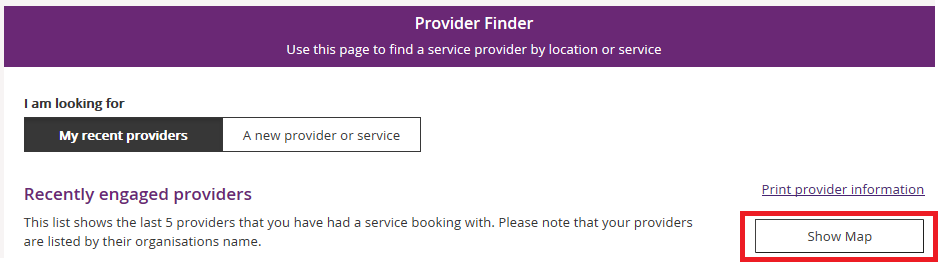 Provider Finder
Use this page to find a service provider by location or service
I am looking for
My recent providers
A new provider or service
Recently engaged providers
Print provider information
This list shows the last 5 providers that you have had a service booking with. Please note that your providers
are listed by their organisations name.
Show Map